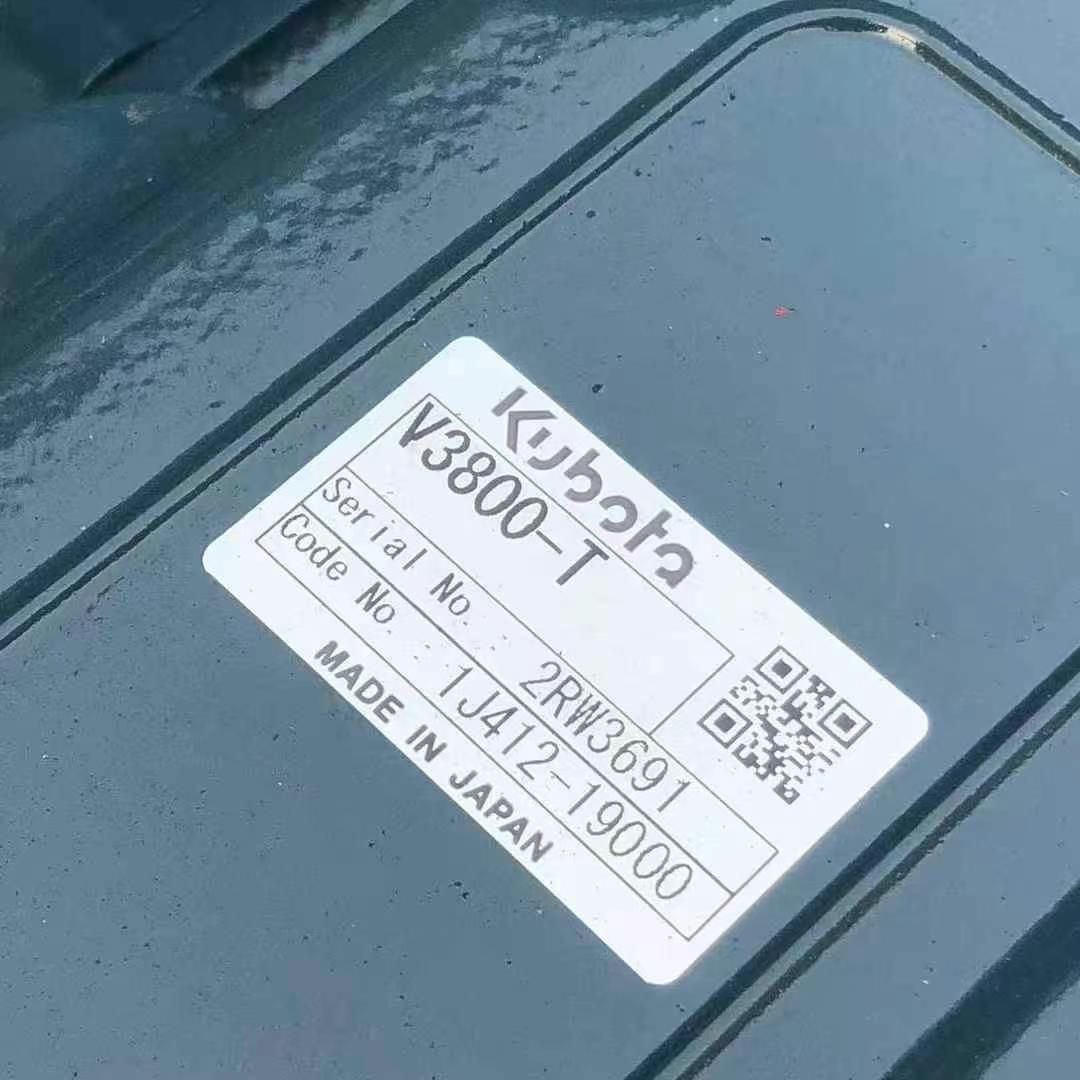 Kubota
V3800-T
Serial No. 2RW3691
Code No. 1J412-19000
MADE IN JAPAN